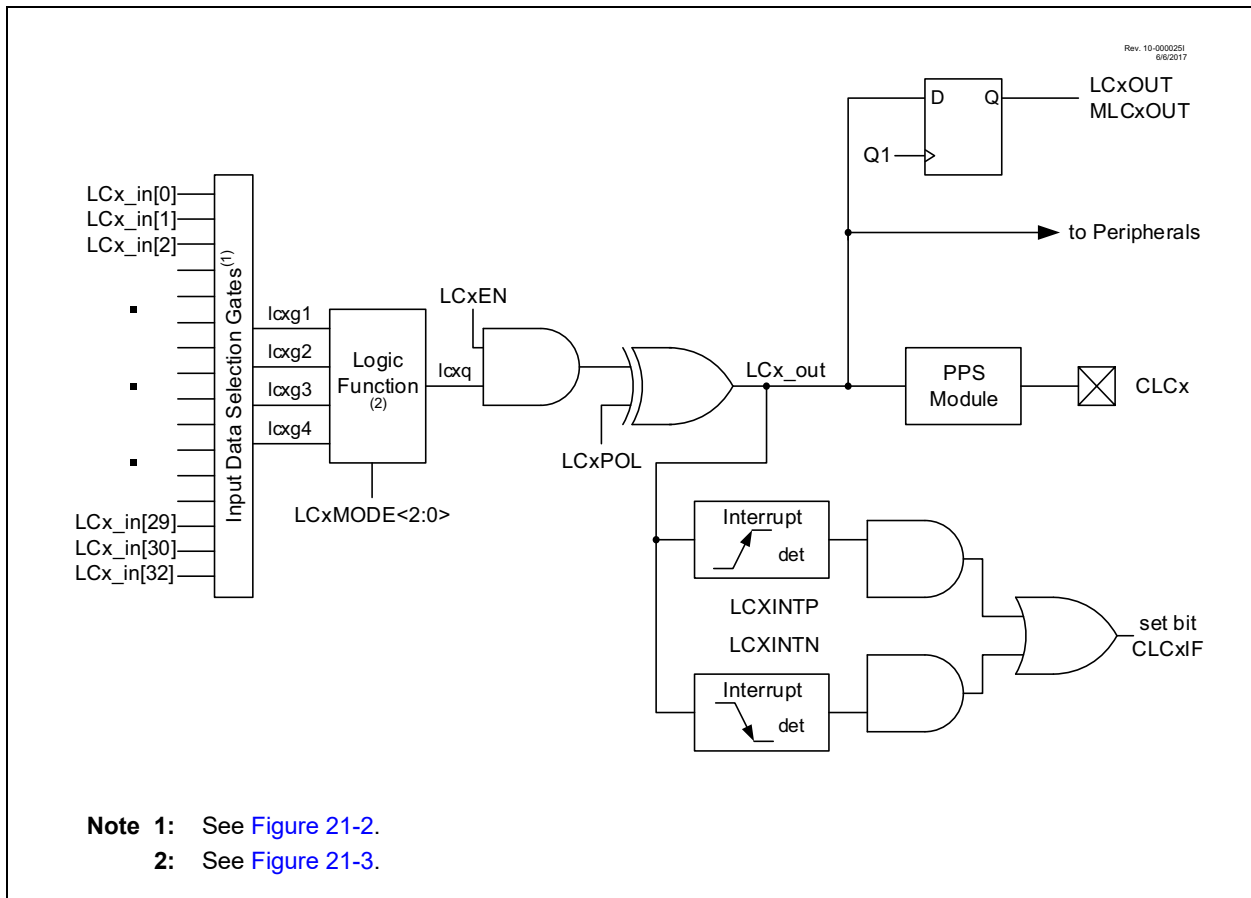 Rev. 10-000025I
6/6/2017
LCxOUT
MLCxOUT
D
Q
Q1
to Peripherals
LCx_in[0]
LCx_in[1]
LCx_in[2]
LCx_in[29]
LCx_in[30]
LCx_in[32]
Input Data Selection Gates(1)
lcxg1
lcxg2
lcxg3
lcxg4
Logic
Function
(2)
LCxMODE<2:0>
LCxEN
lcxq
LCxPOL
LCx_out
PPS
Module
CLCx
Interrupt
det
LCXINTP
LCXINTN
Interrupt
det
set bit
CLCxIF
Note 1: See Figure 21-2.
2: See Figure 21-3.